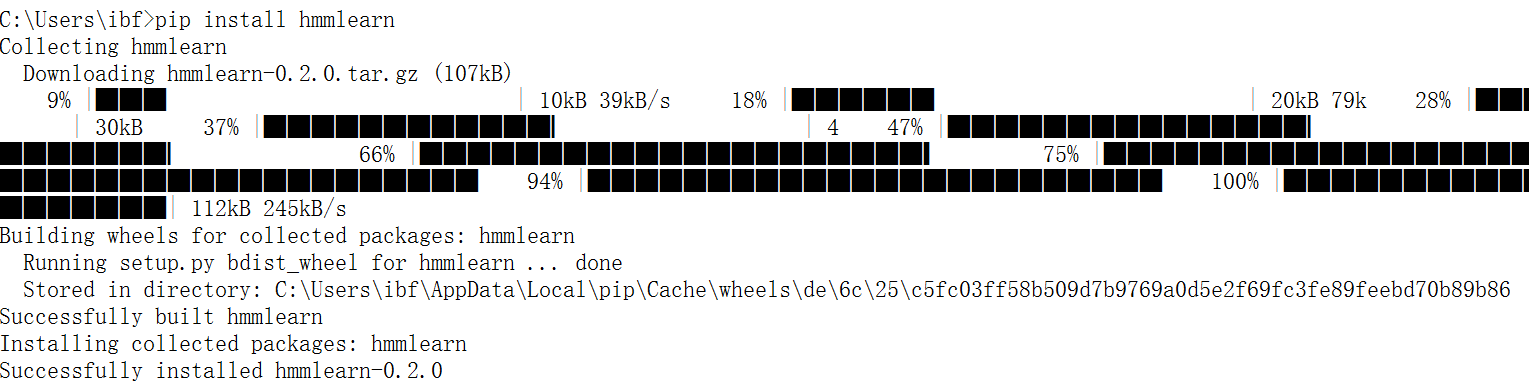 C:\Users\ibf>pip install hmmlearn
Collecting hmmlearn
  Downloading hmmlearn-0.2.0.tar.gz (107kB)
9% | | 10kB 39kB/s 18% | | 20kB 79k 28% |
| 30kB 37% | | 4 47% |
66% | 75% |
94% | 100% |
| 112kB 245kB/s
Building wheels for collected packages: hmmlearn
  Running setup.py bdist_wheel for hmmlearn ... done
  Stored in directory: C:\Users\ibf\AppData\Local\pip\Cache\wheels\de\6c\25\c5fc03ff58b509d7b9769a0d5e2f69fc3fe89feebd70b89b86
Successfully built hmmlearn
Installing collected packages: hmmlearn
Successfully installed hmmlearn-0.2.0